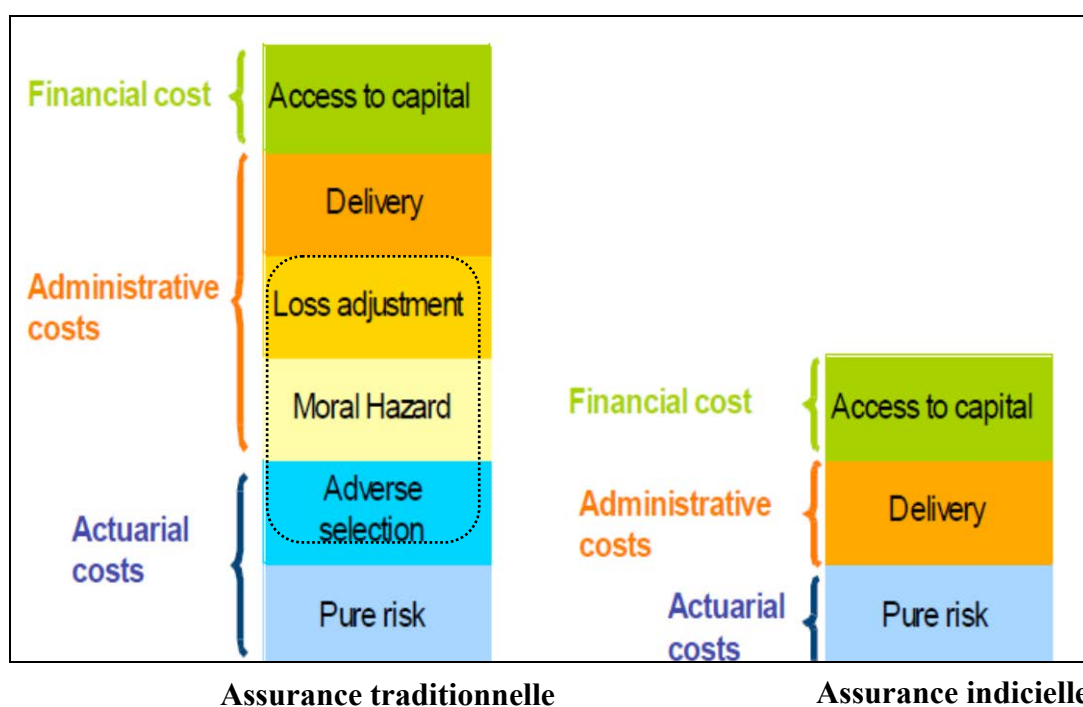 Financial cost
Access to capital
Delivery
Administrative
costs
Loss adjustment
Moral Hazard
Actuarial
costs
Adverse
selection
Pure risk
Financial cost
Access to capital
Administrative
costs
Delivery
Actuarial
costs
Pure risk
Assurance traditionnelle
Assurance indicielle